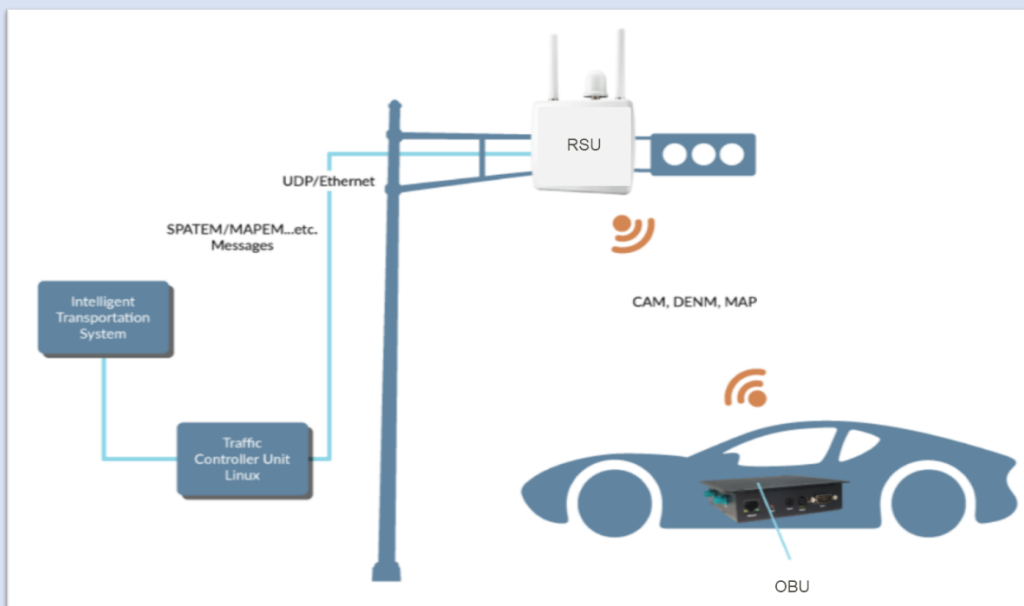 RSU
UDP/Ethernet
SPATEM/MAPEM...etc.
Messages
Intelligent
Transportation
System
CAM, DENM, MAP
Traffic
Controller Unit
Linux
OBU